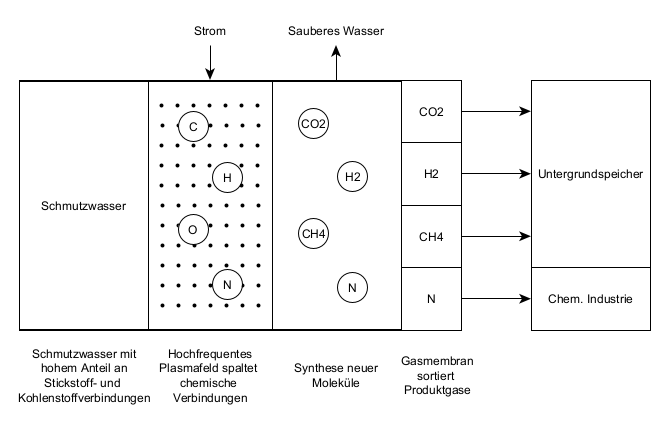 Strom
Sauberes Wasser
Schmutzwasser
C
H
O
N
CO2
H2
CH4
N
CO2
H2
CH4
N
Untergrundspeicher
Chem. Industrie
Schmutzwasser mit
hohem Anteil an
Stickstoff- und
Kohlenstoffverbindungen
Hochfrequentes
Plasmafeld spaltet
chemische
Verbindungen
Synthese neuer
Moleküle
Gasmembran
sortiert
Produktgase